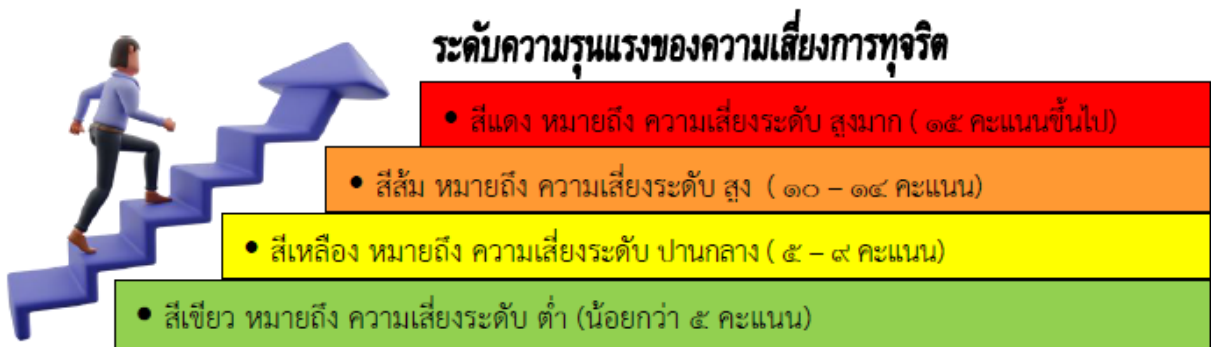 ระดับความรุนแรงของความเสี่ยงการทุจริต
• สีแดง หมายถึง ความเสี่ยงระดับ สูงมาก ( ๑๕ คะแนนขึ้นไป)
• สีส้ม หมายถึง ความเสี่ยงระดับ สูง ( ๑๐ – ๑๔ คะแนน)
• สีเหลือง หมายถึง ความเสี่ยงระดับ ปานกลาง ( ๕ – ๙ คะแนน)
• สีเขียว หมายถึง ความเสี่ยงระดับ ต่ำ (น้อยกว่า ๕ คะแนน)